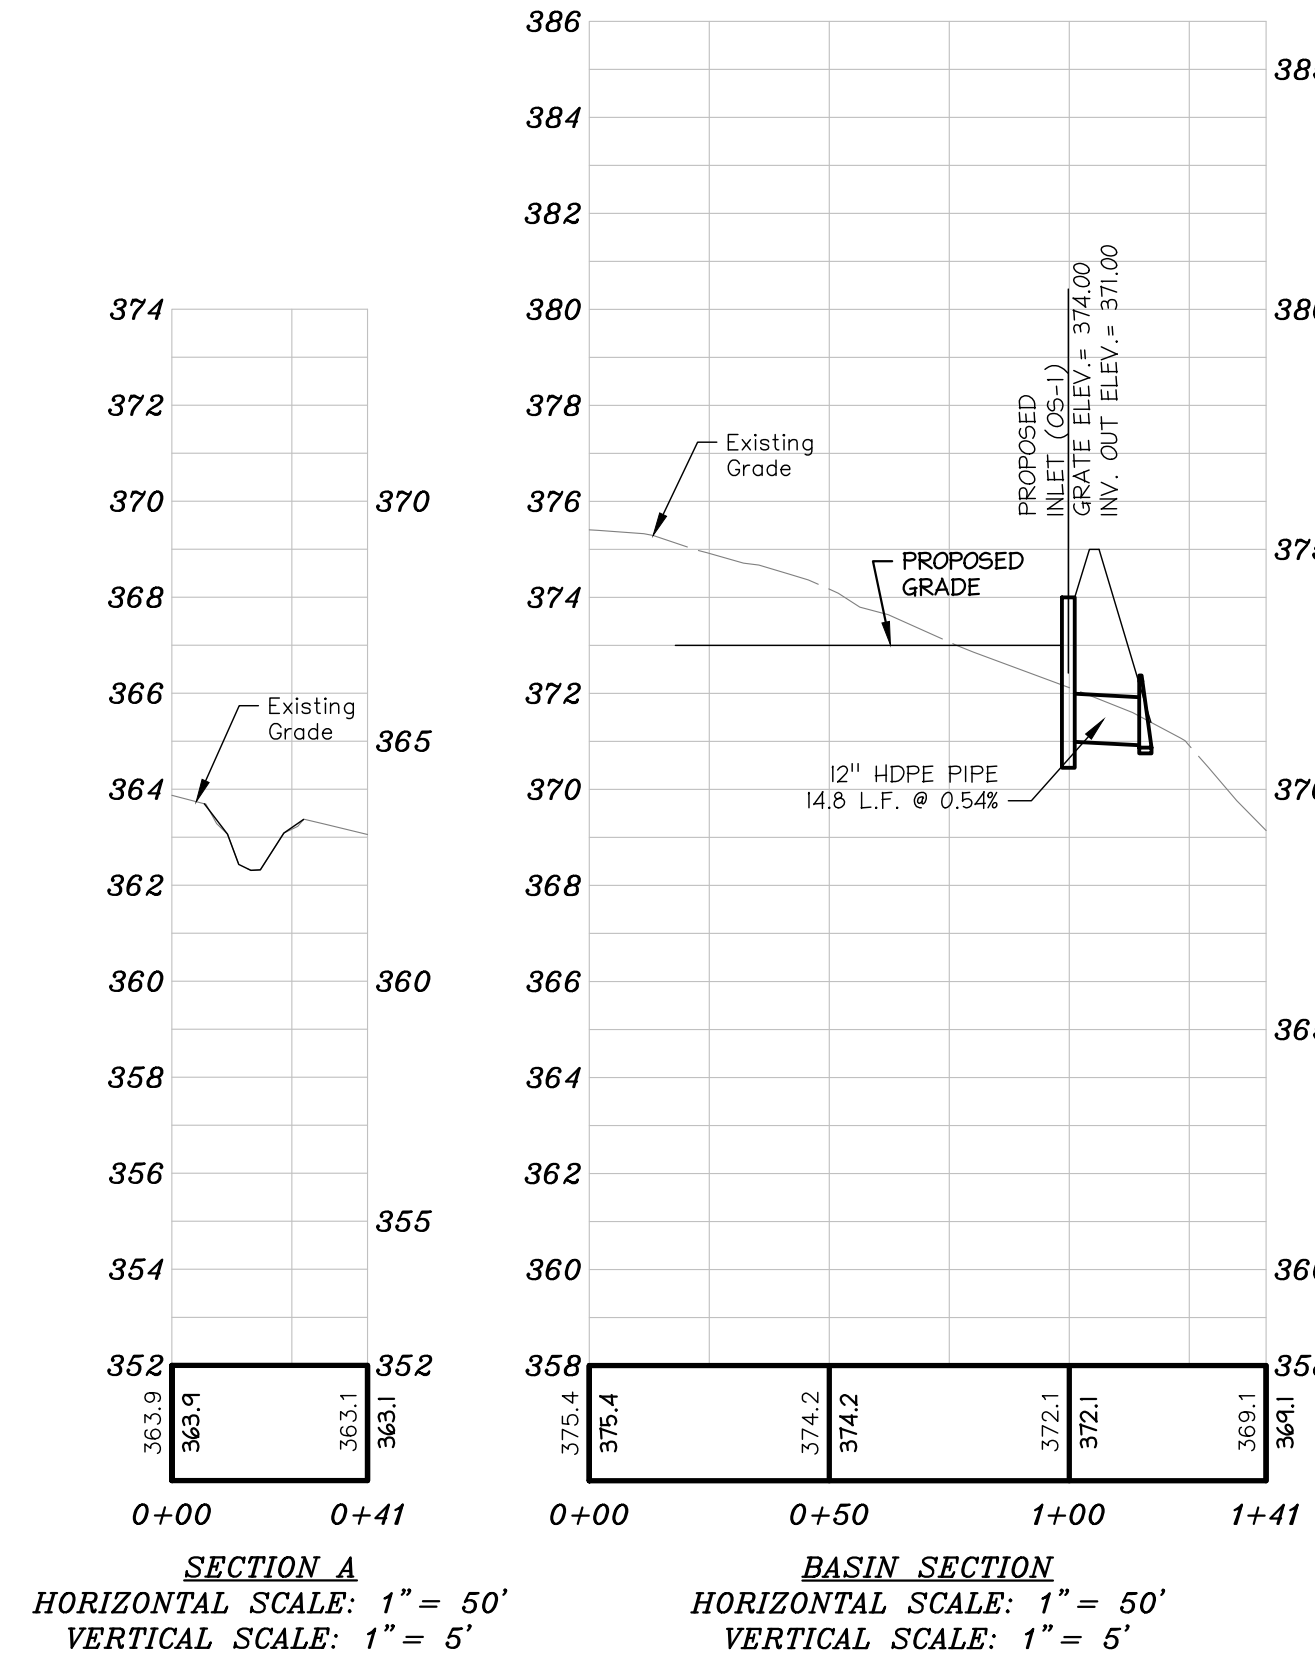 374
372
370
368
366
364
362
360
358
356
354
352
370
365
360
355
352
Existing
Grade
363.9
363.9
363.1
363.1
0+00
0+41
SECTION A
HORIZONTAL SCALE: 1"= 50'
VERTICAL SCALE: 1"= 5'
386
384
382
380
378
376
374
372
370
368
366
364
362
360
358
Existing
Grade
PROPOSED
GRADE
PROPOSED
INLET (OS-1)
GRATE ELEV.= 374.00
INV. OUT ELEV.= 371.00
12" HDPE PIPE
14.8 L.F. @ 0.54%
375.4
375.4
374.2
374.2
372.1
372.1
369.1
369.1
0+00
0+50
1+00
1+41
BASIN SECTION
HORIZONTAL SCALE: 1"= 50'
VERTICAL SCALE: 1"= 5'